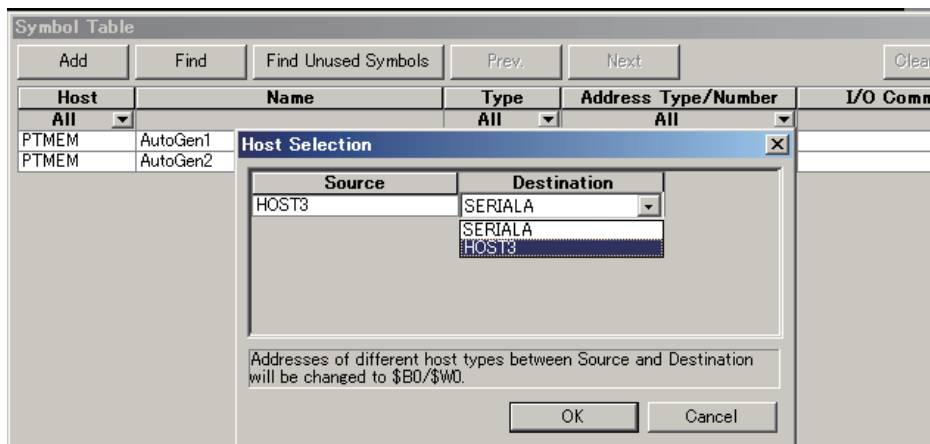 Symbol Table
Add Find Find Unused Symbols Prev. Next
Host Name Type Address Type/Number
All All All
PTMEM AutoGen1
PTMEM AutoGen2
Host Selection
Source Destination
HOST3 SERIALA
SERIALA
HOST3
Addresses of different host types between Source and Destination
will be changed to $B0/$W0.
OK Cancel